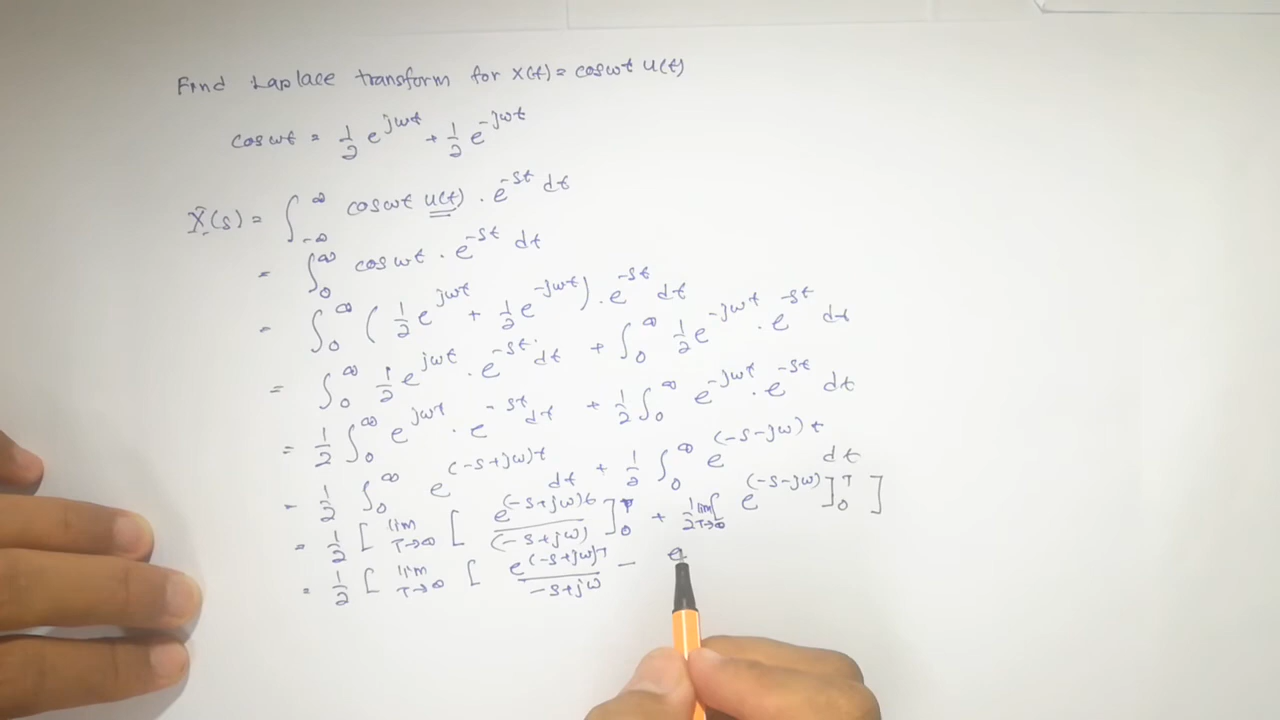 Find Laplace transform for x(t) = cosωt u(t)
cosωt = 1/2 e^{jωt} + 1/2 e^{-jωt}
X(s) = ∫_{-∞}^{∞} cosωt u(t) . e^{-st} dt
= ∫_0^∞ cosωt . e^{-st} dt
= ∫_0^∞ ( 1/2 e^{jωt} + 1/2 e^{-jωt} ) . e^{-st} dt
= ∫_0^∞ 1/2 e^{jωt} . e^{-st} dt + ∫_0^∞ 1/2 e^{-jωt} . e^{-st} dt
= 1/2 ∫_0^∞ e^{jωt} . e^{-st} dt + 1/2 ∫_0^∞ e^{-jωt} . e^{-st} dt
= 1/2 ∫_0^∞ e^{(-s+jω)t} dt + 1/2 ∫_0^∞ e^{(-s-jω)t} dt
= 1/2 [ lim_{T→∞} [ e^{(-s+jω)t} / (-s+jω) ]_0^T + 1/2 lim_{T→∞} [ e^{(-s-jω)} ]_0^T ]
= 1/2 [ lim_{T→∞} [ e^{(-s+jω)T} / -s+jω - e